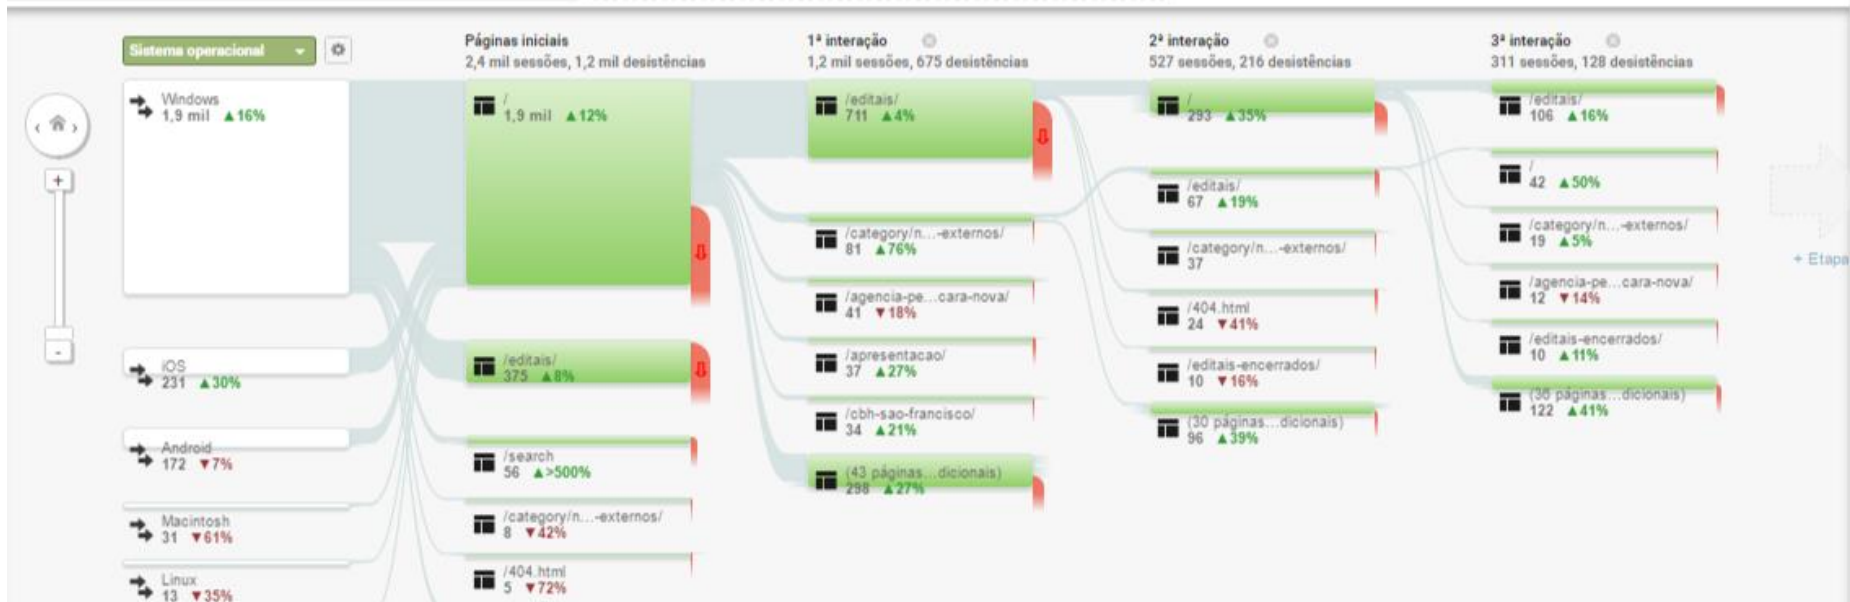 Sistema operacional
Windows
1,9 mil ▲16%
iOS
231 ▲30%
Android
172 ▼7%
Macintosh
31 ▼61%
Linux
13 ▼35%
+
-
Páginas iniciais
2,4 mil sessões, 1,2 mil desistências
/
1,9 mil ▲12%
/editais/
375 ▲8%
/search
56 ▲>500%
/category/n...-externos/
8 ▼42%
/404.html
5 ▼72%
1ª interação
1,2 mil sessões, 675 desistências
/editais/
711 ▲4%
/category/n...-externos/
81 ▲76%
/agencia-pe...cara-nova/
41 ▼18%
/apresentacao/
37 ▲27%
/cbh-sao-francisco/
34 ▲21%
(43 páginas...dicionais)
298 ▲27%
2ª interação
527 sessões, 216 desistências
/
293 ▲35%
/editais/
67 ▲19%
/category/n...-externos/
37
/404.html
24 ▼41%
/editais-encerrados/
10 ▼16%
(30 páginas...dicionais)
96 ▲39%
3ª interação
311 sessões, 128 desistências
/editais/
106 ▲16%
/
42 ▲50%
/category/n...-externos/
19 ▲5%
/agencia-pe...cara-nova/
12 ▼14%
/editais-encerrados/
10 ▲11%
(36 páginas...dicionais)
122 ▲41%
+ Etapa